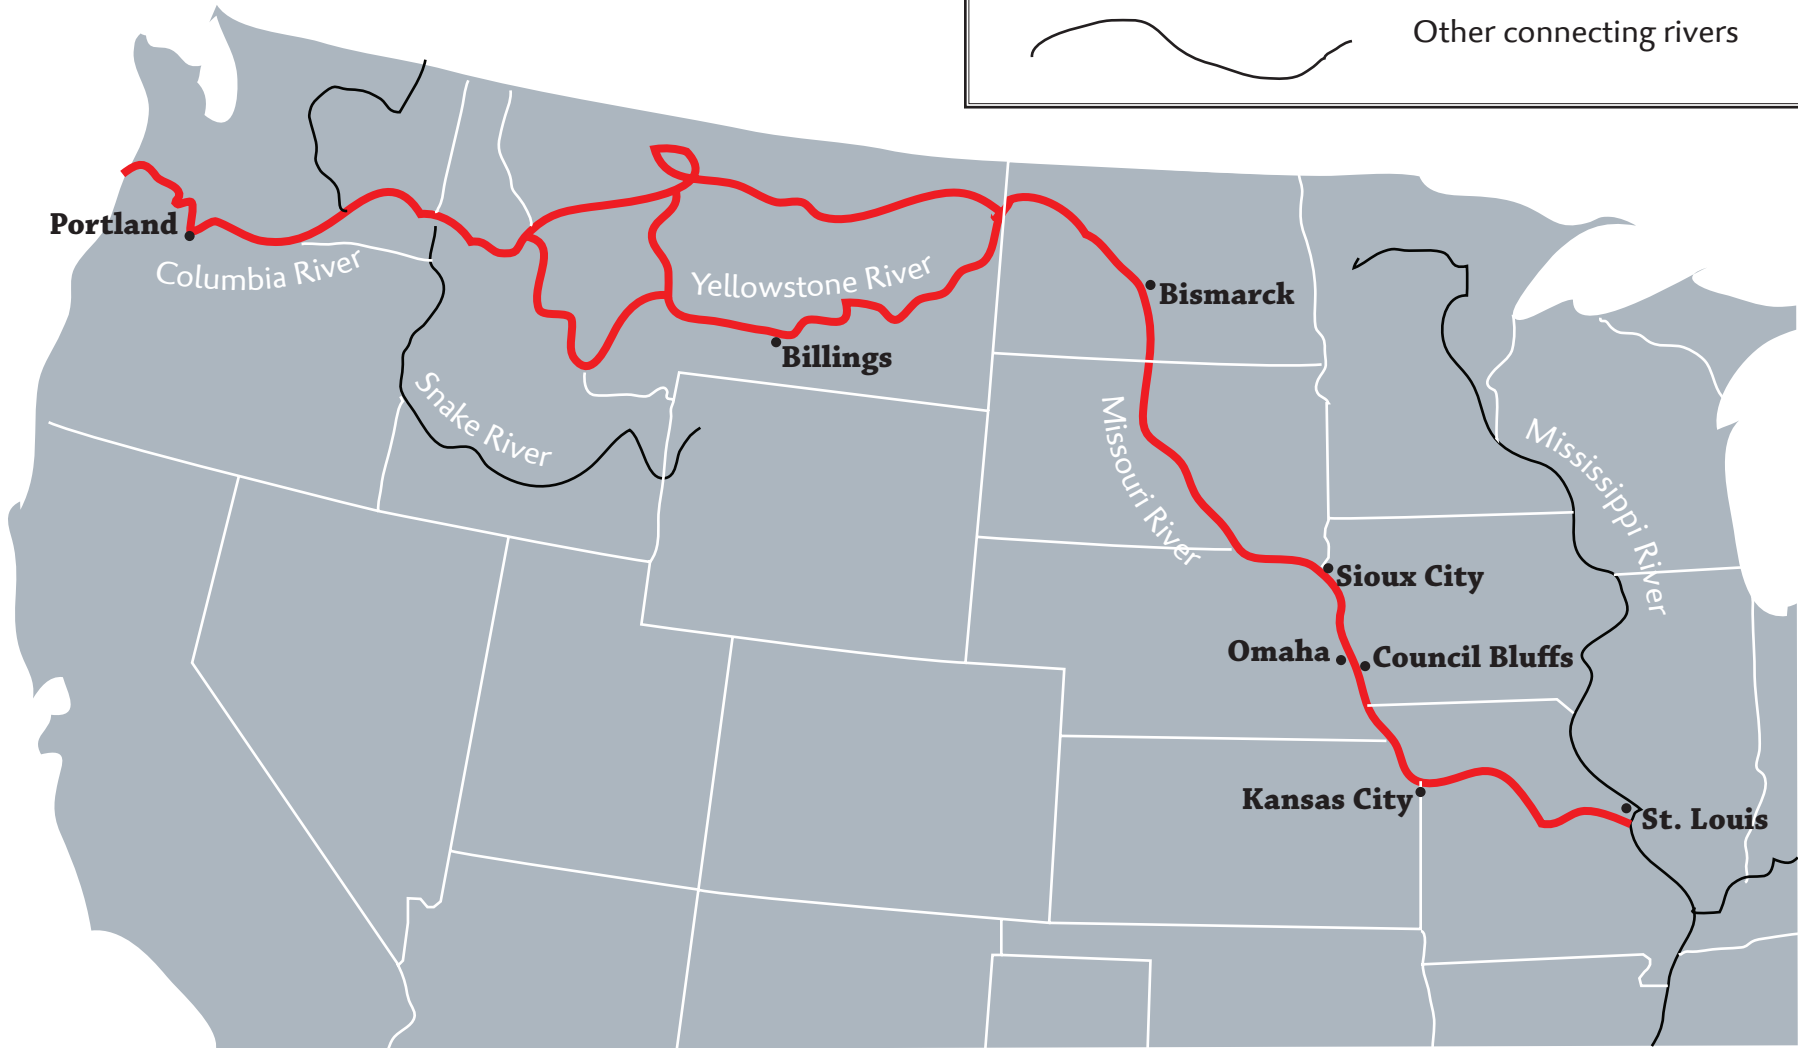 Other connecting rivers
Portland
Columbia River
Yellowstone River
Bismarck
Billings
Snake River
Missouri River
Mississippi River
Sioux City
Omaha
Council Bluffs
Kansas City
St. Louis